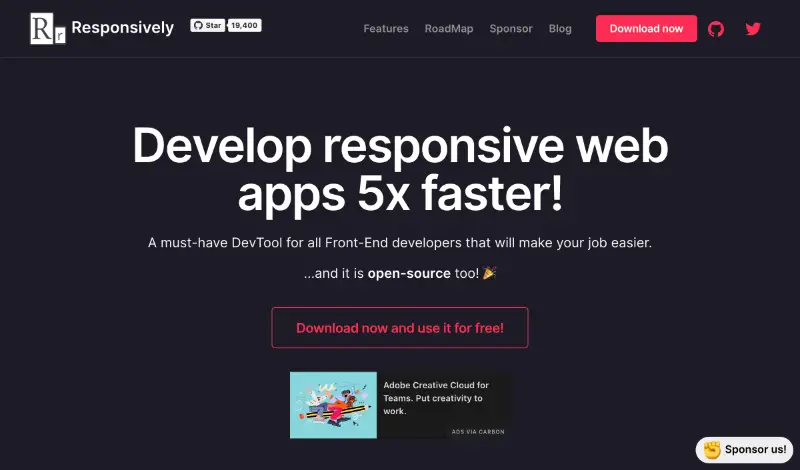 Rr Responsively
Star 19,400
Features RoadMap Sponsor Blog Download now
Develop responsive web
apps 5x faster!
A must-have DevTool for all Front-End developers that will make your job easier.
...and it is open-source too! 🎉
Download now and use it for free!
Adobe Creative Cloud for
Teams. Put creativity to
work.
ADS VIA CARBON
Sponsor us!